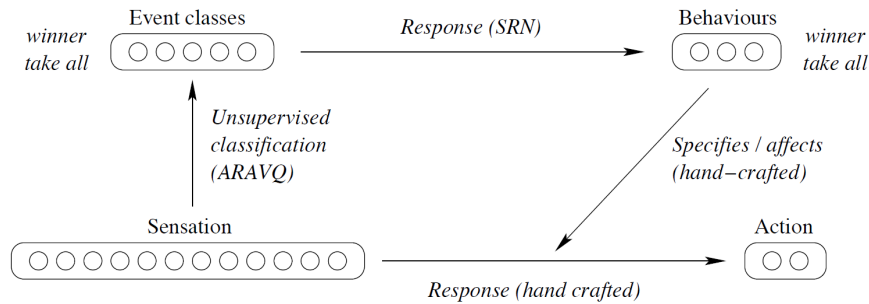 Event classes
Behaviours
winner
take all
Response (SRN)
winner
take all
Unsupervised
classification
(ARAVQ)
Specifies / affects
(hand−crafted)
Sensation
Action
Response (hand crafted)